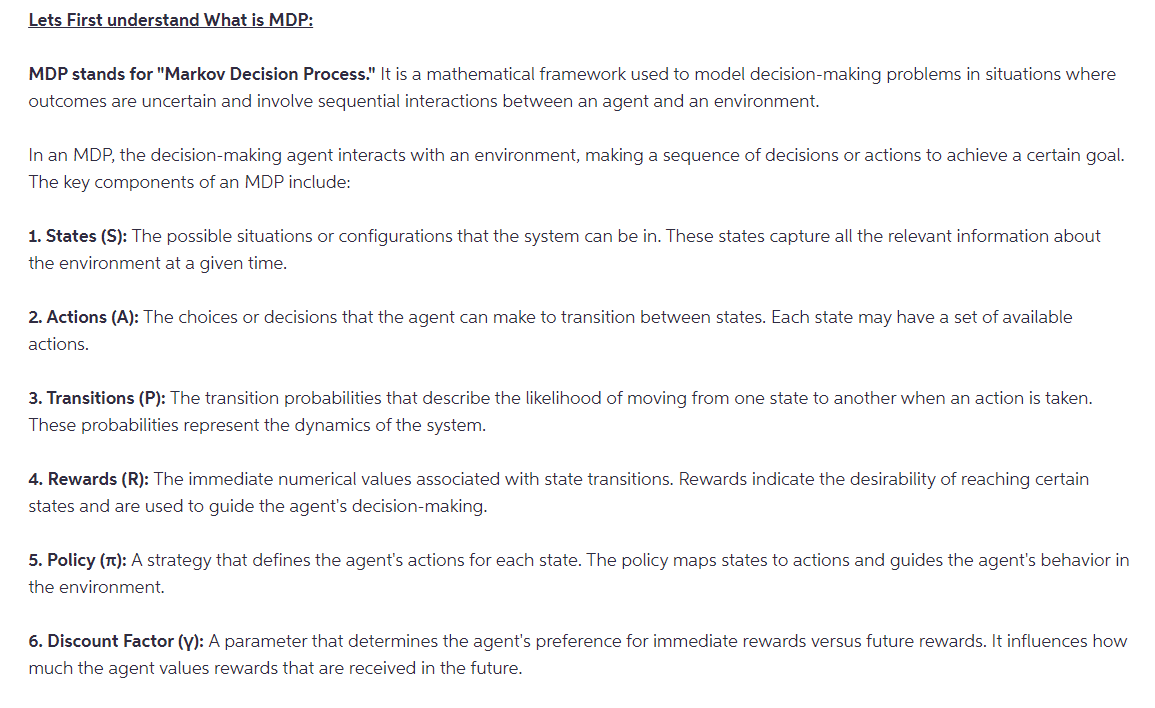 Lets First understand What is MDP:
MDP stands for "Markov Decision Process." It is a mathematical framework used to model decision-making problems in situations where
outcomes are uncertain and involve sequential interactions between an agent and an environment.
In an MDP, the decision-making agent interacts with an environment, making a sequence of decisions or actions to achieve a certain goal.
The key components of an MDP include:
1. States (S): The possible situations or configurations that the system can be in. These states capture all the relevant information about
the environment at a given time.
2. Actions (A): The choices or decisions that the agent can make to transition between states. Each state may have a set of available
actions.
3. Transitions (P): The transition probabilities that describe the likelihood of moving from one state to another when an action is taken.
These probabilities represent the dynamics of the system.
4. Rewards (R): The immediate numerical values associated with state transitions. Rewards indicate the desirability of reaching certain
states and are used to guide the agent's decision-making.
5. Policy (π): A strategy that defines the agent's actions for each state. The policy maps states to actions and guides the agent's behavior in
the environment.
6. Discount Factor (γ): A parameter that determines the agent's preference for immediate rewards versus future rewards. It influences how
much the agent values rewards that are received in the future.